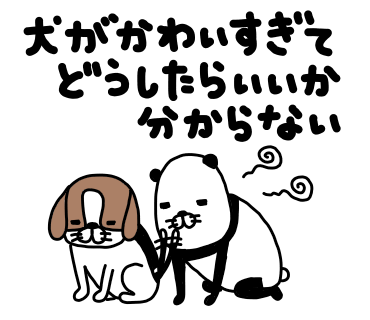 犬がかわいすぎて
どうしたらいいか
分からない